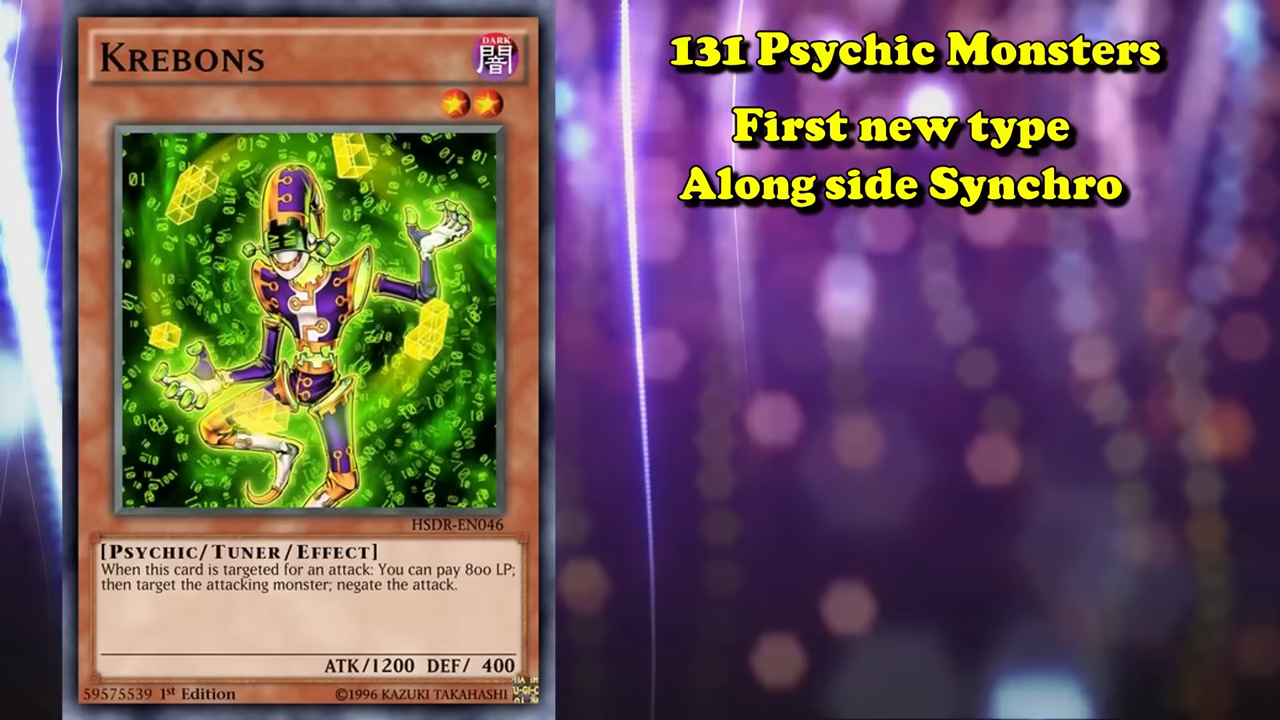 Krebons
DARK
闇
HSDR-EN046
[Psychic/Tuner/Effect]
When this card is targeted for an attack: You can pay 800 LP;
then target the attacking monster; negate the attack.
ATK/1200 DEF/ 400
59575539 1st Edition ©1996 KAZUKI TAKAHASHI
131 Psychic Monsters
First new type
Along side Synchro